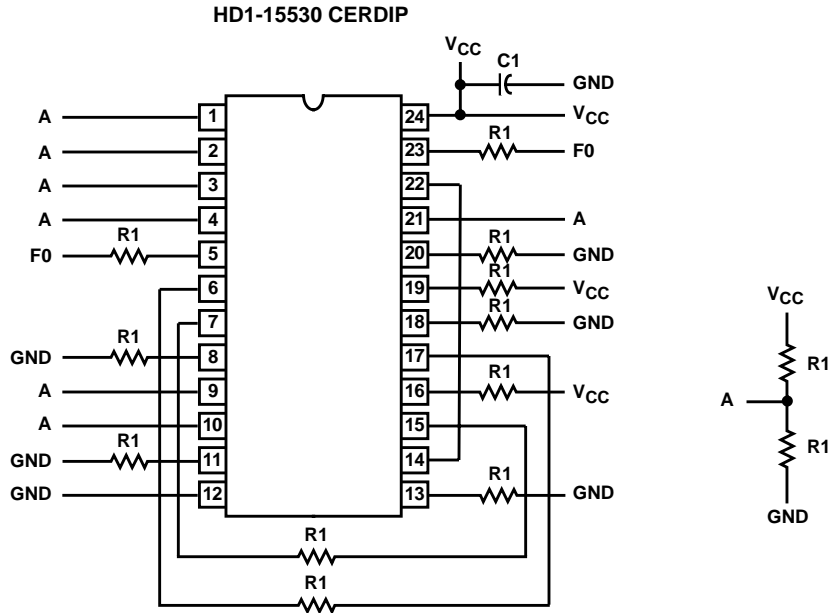 HD1-15530 CERDIP
VCC
C1
GND
A 1 24 VCC
R1
A 2 23 F0
A 3 22
A 4 21 A
R1 R1
F0 5 20 GND
R1
6 19 VCC
R1
7 18 GND
R1
GND 8 17
R1
A 9 16 VCC
A 10 15
R1
GND 11 14
R1
GND 12 13 GND
R1
R1
VCC
R1
A
R1
GND